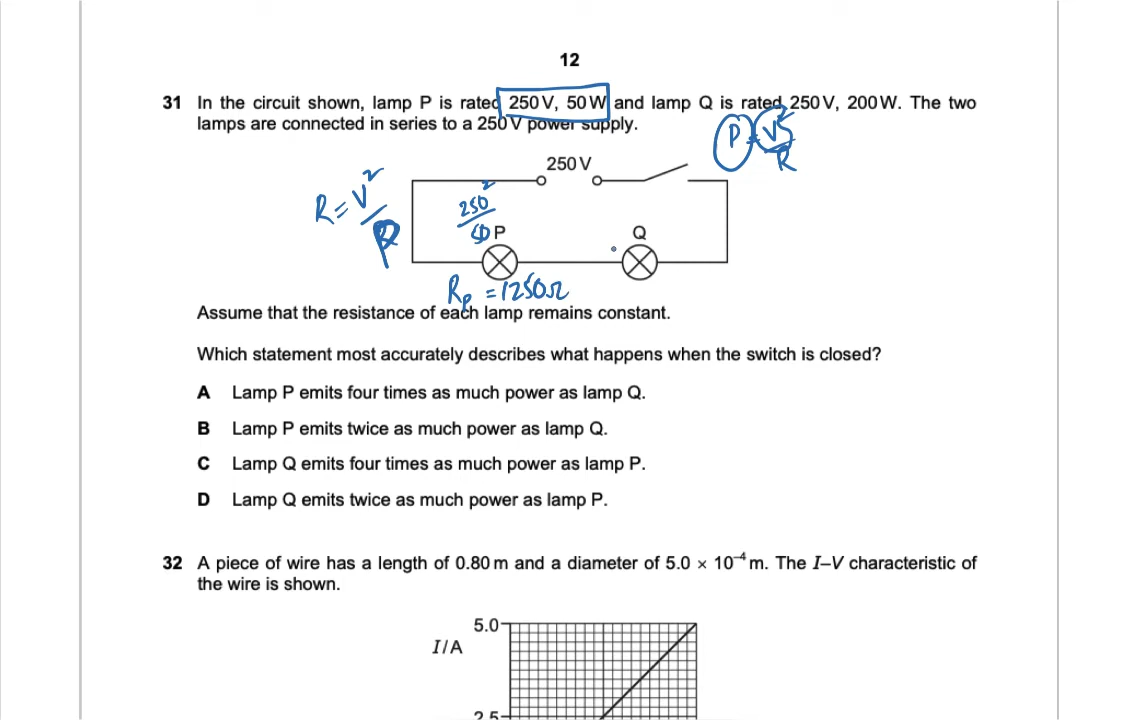 12
31 In the circuit shown, lamp P is rated 250 V, 50 W and lamp Q is rated 250 V, 200 W. The two
lamps are connected in series to a 250 V power supply.
P = V²/R
250 V
R = V²/P
250²/50
P
Q
Rp = 1250Ω
Assume that the resistance of each lamp remains constant.
Which statement most accurately describes what happens when the switch is closed?
A Lamp P emits four times as much power as lamp Q.
B Lamp P emits twice as much power as lamp Q.
C Lamp Q emits four times as much power as lamp P.
D Lamp Q emits twice as much power as lamp P.
32 A piece of wire has a length of 0.80 m and a diameter of 5.0 × 10⁻⁴ m. The I–V characteristic of
the wire is shown.
5.0
I/A
2.5